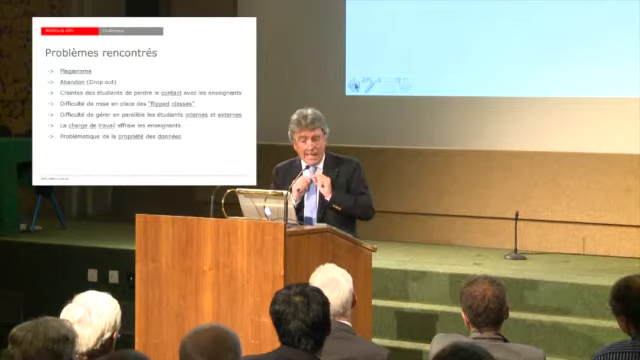 Problèmes rencontrés
-> Plagiarisme
-> Abandon (Drop out)
-> Craintes des étudiants de perdre le contact avec les enseignants
-> Difficulté de mise en place des "flipped classes"
-> Difficulté de gérer en parallèle les étudiants internes et externes
-> La charge de travail effraie les enseignants
-> Problématique de la propriété des données